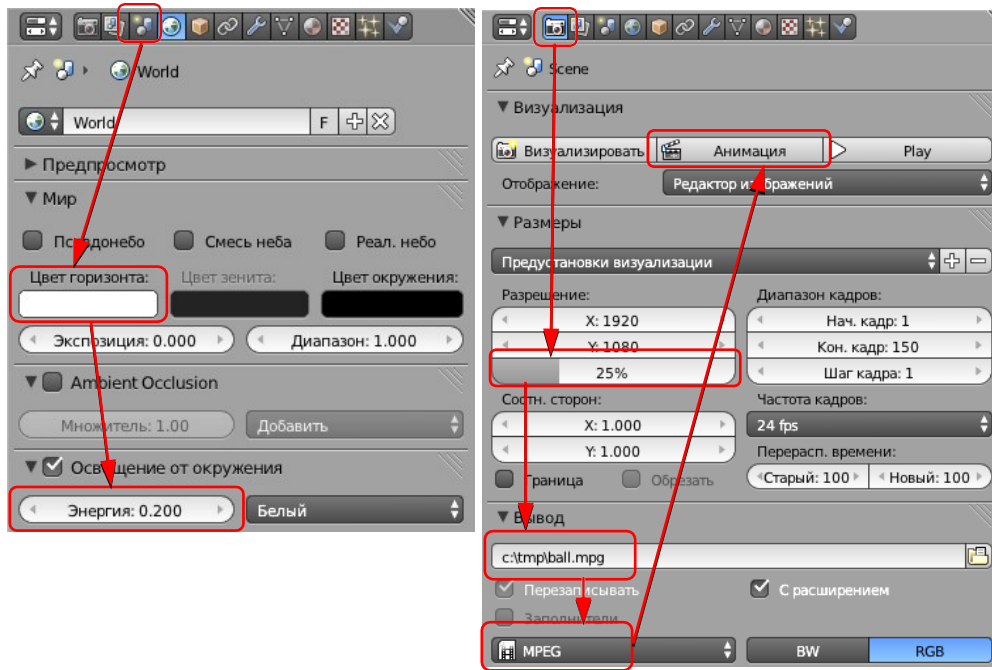 World
World
F
Предпросмотр
Мир
Псевдонебо Смесь неба Реал. небо
Цвет горизонта: Цвет зенита: Цвет окружения:
Экспозиция: 0.000 Диапазон: 1.000
Ambient Occlusion
Множитель: 1.00 Добавить
Освещение от окружения
Энергия: 0.200 Белый
Scene
Визуализация
Визуализировать Анимация Play
Отображение: Редактор изображений
Размеры
Предустановки визуализации
Разрешение: Диапазон кадров:
X: 1920 Нач. кадр: 1
Y: 1080 Кон. кадр: 150
25% Шаг кадра: 1
Соотн. сторон: Частота кадров:
X: 1.000 24 fps
Y: 1.000 Перерасп. времени:
Граница Обрезать Старый: 100 Новый: 100
Вывод
c:\tmp\ball.mpg
Перезаписывать С расширением
Заполнители
MPEG BW RGB